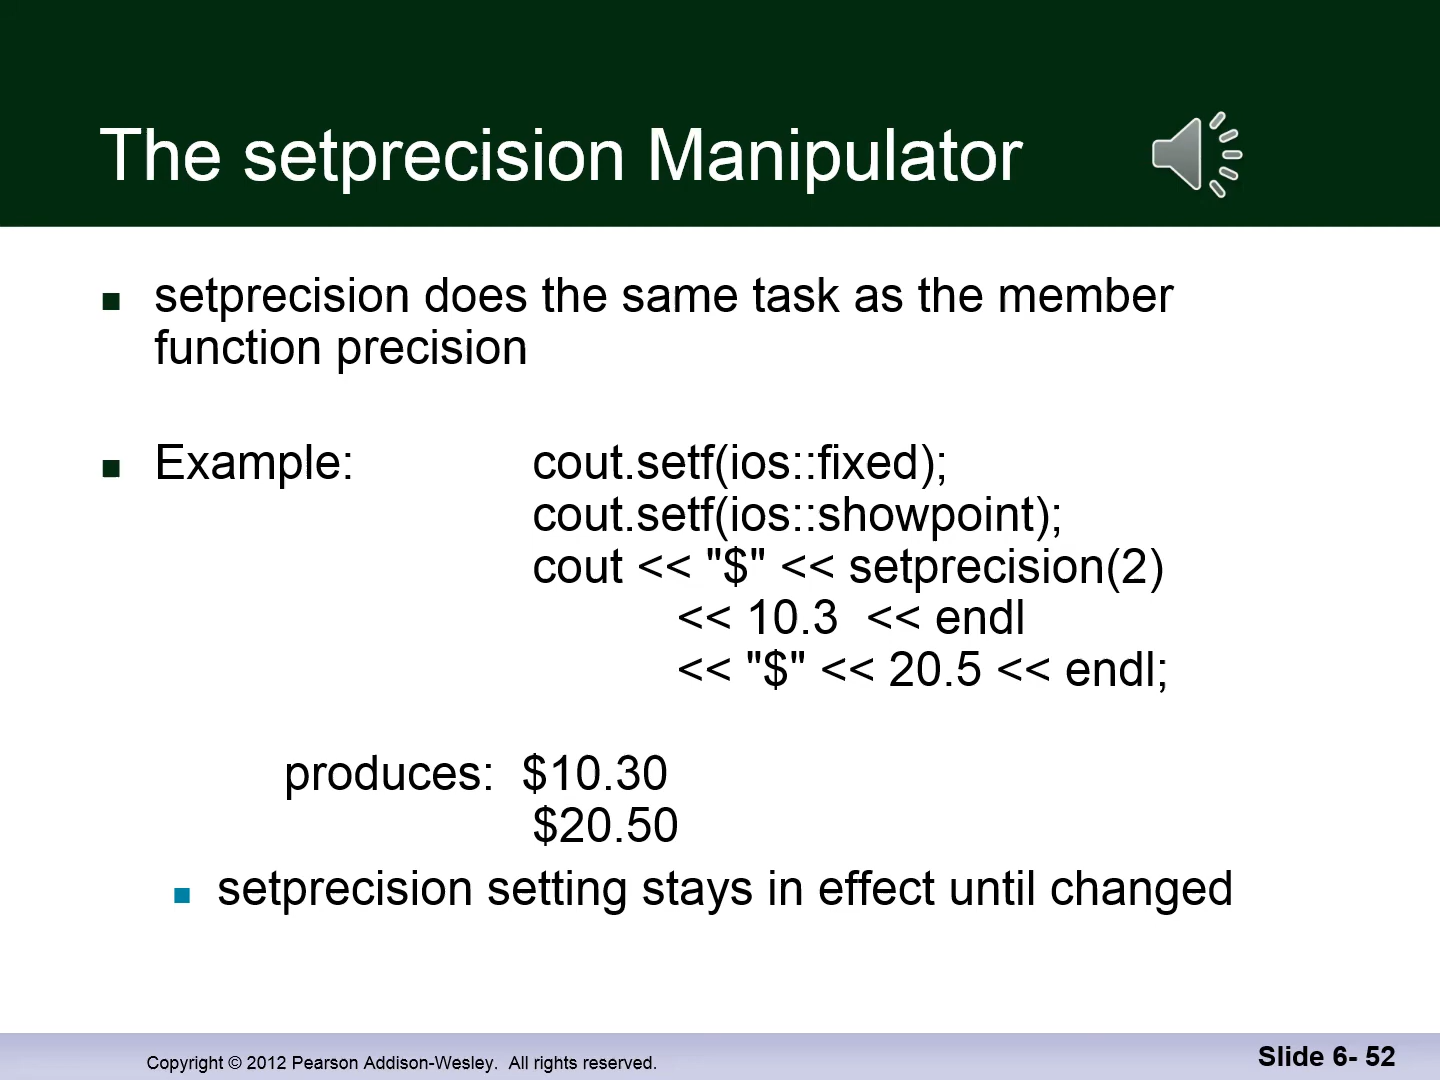 The setprecision Manipulator
setprecision does the same task as the member
function precision
Example: cout.setf(ios::fixed);
cout.setf(ios::showpoint);
cout << "$" << setprecision(2)
<< 10.3 << endl
<< "$" << 20.5 << endl;
produces: $10.30
$20.50
setprecision setting stays in effect until changed
Copyright © 2012 Pearson Addison-Wesley. All rights reserved.
Slide 6- 52